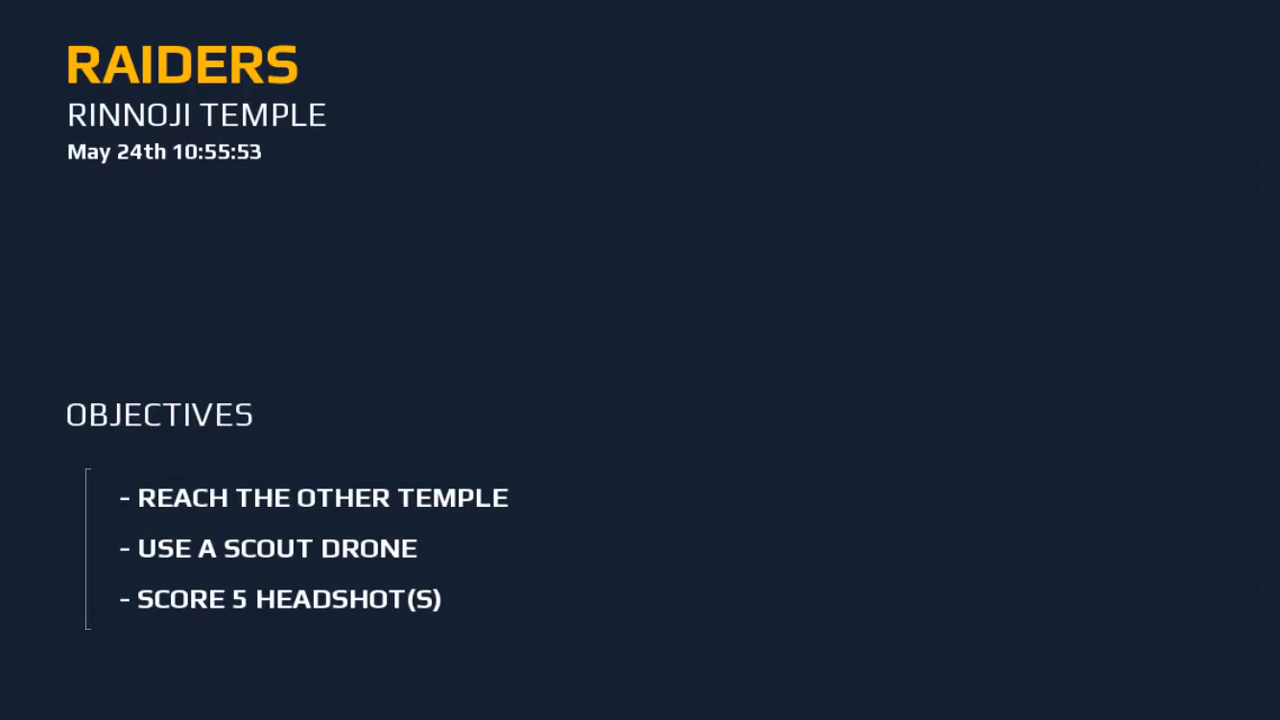 RAIDERS
RINNOJI TEMPLE
May 24th 10:55:53
OBJECTIVES
- REACH THE OTHER TEMPLE
- USE A SCOUT DRONE
- SCORE 5 HEADSHOT(S)